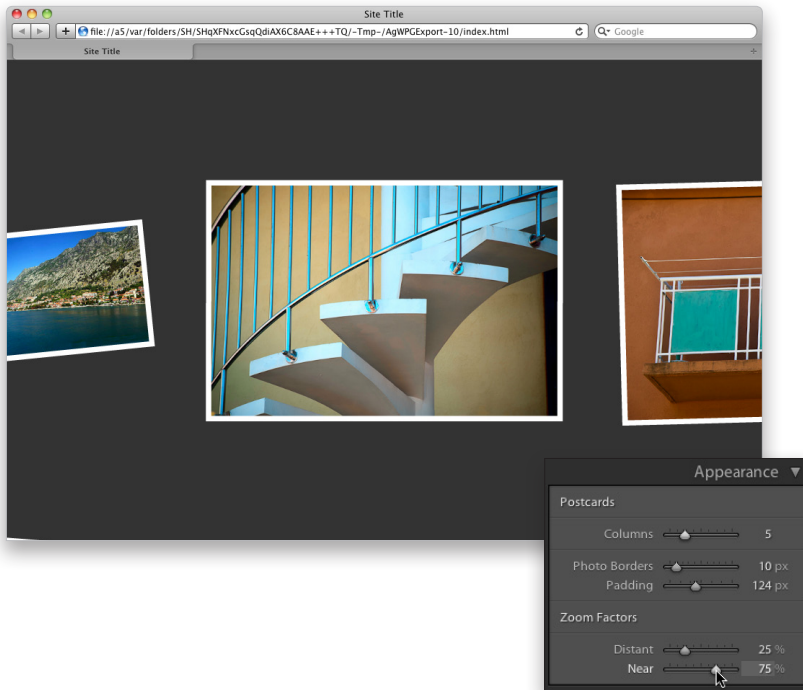 Site Title
file://a5/var/folders/SH/SHqXFNxcGsqQdiAX6C8AAE+++TQ/-Tmp-/AgWPGExport-10/index.html
Google
Site Title
Appearance
Postcards
Columns 5
Photo Borders 10 px
Padding 124 px
Zoom Factors
Distant 25 %
Near 75 %